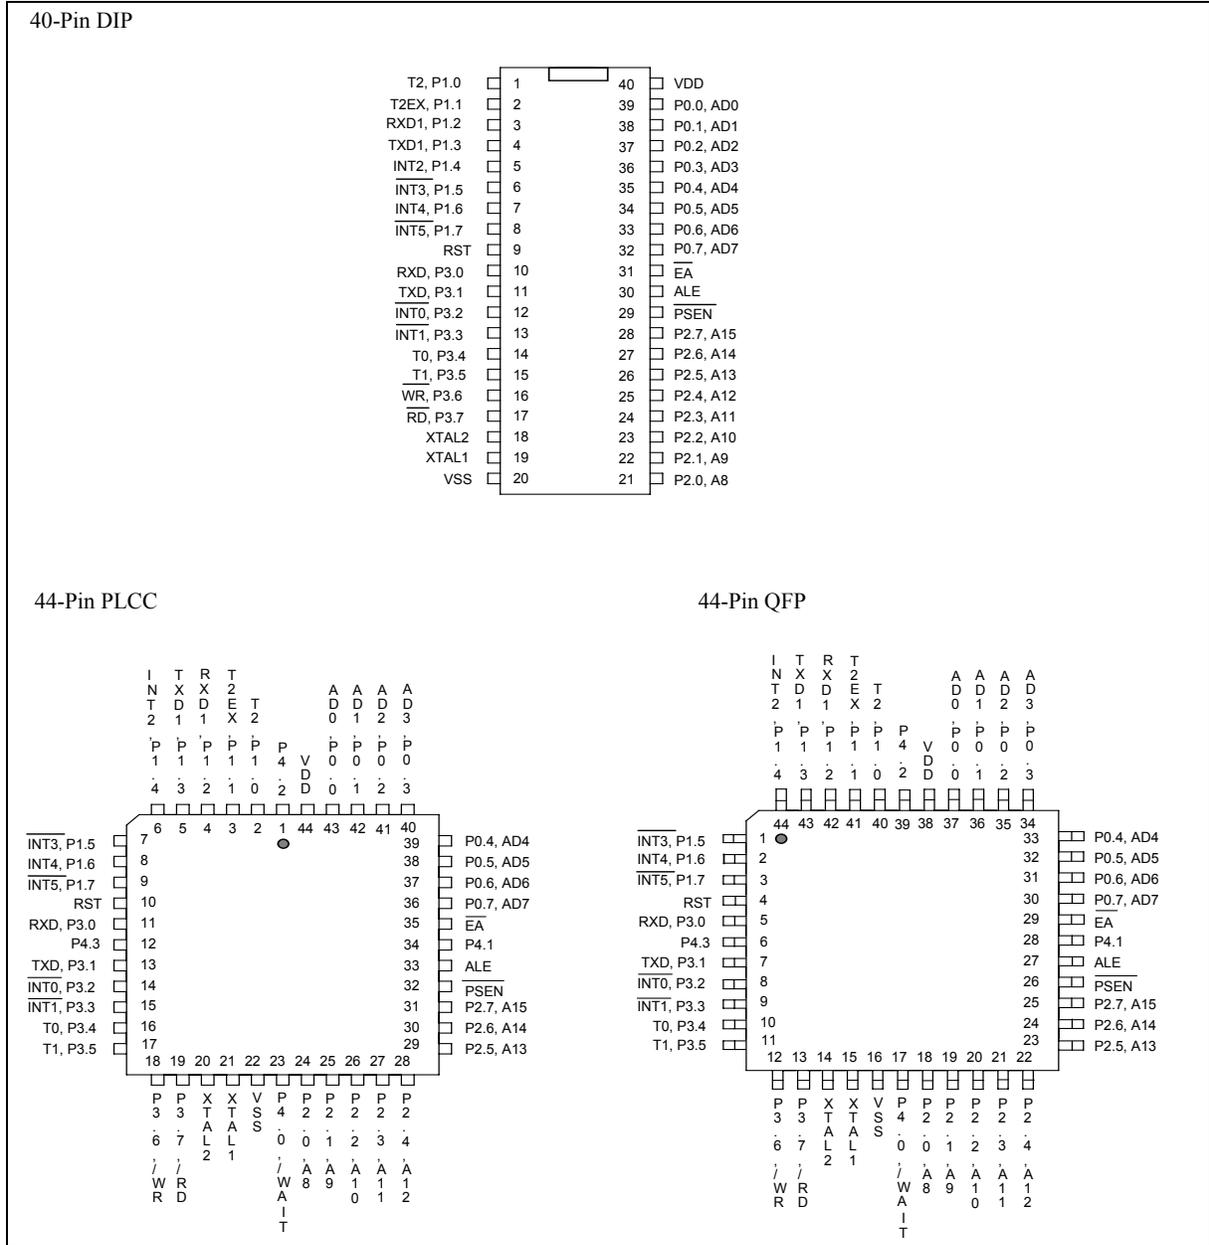 40-Pin DIP
T2, P1.0 1 40 VDD
T2EX, P1.1 2 39 P0.0, AD0
RXD1, P1.2 3 38 P0.1, AD1
TXD1, P1.3 4 37 P0.2, AD2
INT2, P1.4 5 36 P0.3, AD3
INT3, P1.5 6 35 P0.4, AD4
INT4, P1.6 7 34 P0.5, AD5
INT5, P1.7 8 33 P0.6, AD6
RST 9 32 P0.7, AD7
RXD, P3.0 10 31 EA
TXD, P3.1 11 30 ALE
INT0, P3.2 12 29 PSEN
INT1, P3.3 13 28 P2.7, A15
T0, P3.4 14 27 P2.6, A14
T1, P3.5 15 26 P2.5, A13
WR, P3.6 16 25 P2.4, A12
RD, P3.7 17 24 P2.3, A11
XTAL2 18 23 P2.2, A10
XTAL1 19 22 P2.1, A9
VSS 20 21 P2.0, A8
44-Pin PLCC
INT2,P1.4
TXD1,P1.3
RXD1,P1.2
T2EX,P1.1
T2,P1.0
P4.2
VDD
AD0,P0.0
AD1,P0.1
AD2,P0.2
AD3,P0.3
6 5 4 3 2 1 44 43 42 41 40
INT3, P1.5 7 39 P0.4, AD4
INT4, P1.6 8 38 P0.5, AD5
INT5, P1.7 9 37 P0.6, AD6
RST 10 36 P0.7, AD7
RXD, P3.0 11 35 EA
P4.3 12 34 P4.1
TXD, P3.1 13 33 ALE
INT0, P3.2 14 32 PSEN
INT1, P3.3 15 31 P2.7, A15
T0, P3.4 16 30 P2.6, A14
T1, P3.5 17 29 P2.5, A13
18 19 20 21 22 23 24 25 26 27 28
P3.6,/WR
P3.7,/RD
XTAL2
XTAL1
VSS
P4.0,/WAIT
P2.0,A8
P2.1,A9
P2.2,A10
P2.3,A11
P2.4,A12
44-Pin QFP
INT2,P1.4
TXD1,P1.3
RXD1,P1.2
T2EX,P1.1
T2,P1.0
P4.2
VDD
AD0,P0.0
AD1,P0.1
AD2,P0.2
AD3,P0.3
44 43 42 41 40 39 38 37 36 35 34
INT3, P1.5 1 33 P0.4, AD4
INT4, P1.6 2 32 P0.5, AD5
INT5, P1.7 3 31 P0.6, AD6
RST 4 30 P0.7, AD7
RXD, P3.0 5 29 EA
P4.3 6 28 P4.1
TXD, P3.1 7 27 ALE
INT0, P3.2 8 26 PSEN
INT1, P3.3 9 25 P2.7, A15
T0, P3.4 10 24 P2.6, A14
T1, P3.5 11 23 P2.5, A13
12 13 14 15 16 17 18 19 20 21 22
P3.6,/WR
P3.7,/RD
XTAL2
XTAL1
VSS
P4.0,/WAIT
P2.0,A8
P2.1,A9
P2.2,A10
P2.3,A11
P2.4,A12